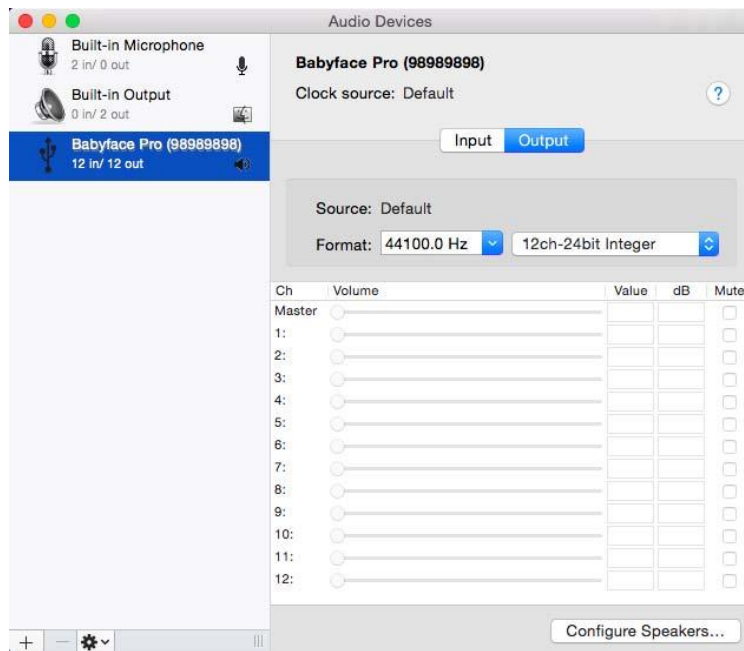 Audio Devices
Built-in Microphone
2 in/ 0 out
Built-in Output
0 in/ 2 out
Babyface Pro (98989898)
12 in/ 12 out
Babyface Pro (98989898)
Clock source: Default
?
Input Output
Source: Default
Format: 44100.0 Hz 12ch-24bit Integer
Ch Volume Value dB Mute
Master
1:
2:
3:
4:
5:
6:
7:
8:
9:
10:
11:
12:
Configure Speakers...